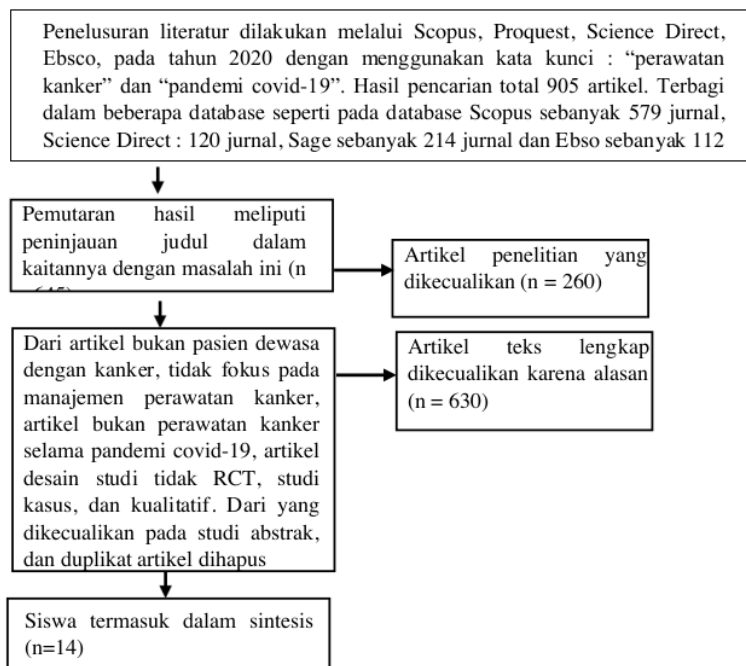 Penelusuran literatur dilakukan melalui Scopus, Proquest, Science Direct,
Ebsco, pada tahun 2020 dengan menggunakan kata kunci : “perawatan
kanker” dan “pandemi covid-19”. Hasil pencarian total 905 artikel. Terbagi
dalam beberapa database seperti pada database Scopus sebanyak 579 jurnal,
Science Direct : 120 jurnal, Sage sebanyak 214 jurnal dan Ebso sebanyak 112
Pemutaran hasil meliputi
peninjauan judul dalam
kaitannya dengan masalah ini (n
Artikel penelitian yang
dikecualikan (n = 260)
Dari artikel bukan pasien dewasa
dengan kanker, tidak fokus pada
manajemen perawatan kanker,
artikel bukan perawatan kanker
selama pandemi covid-19, artikel
desain studi tidak RCT, studi
kasus, dan kualitatif. Dari yang
dikecualikan pada studi abstrak,
dan duplikat artikel dihapus
Artikel teks lengkap
dikecualikan karena alasan
(n = 630)
Siswa termasuk dalam sintesis
(n=14)